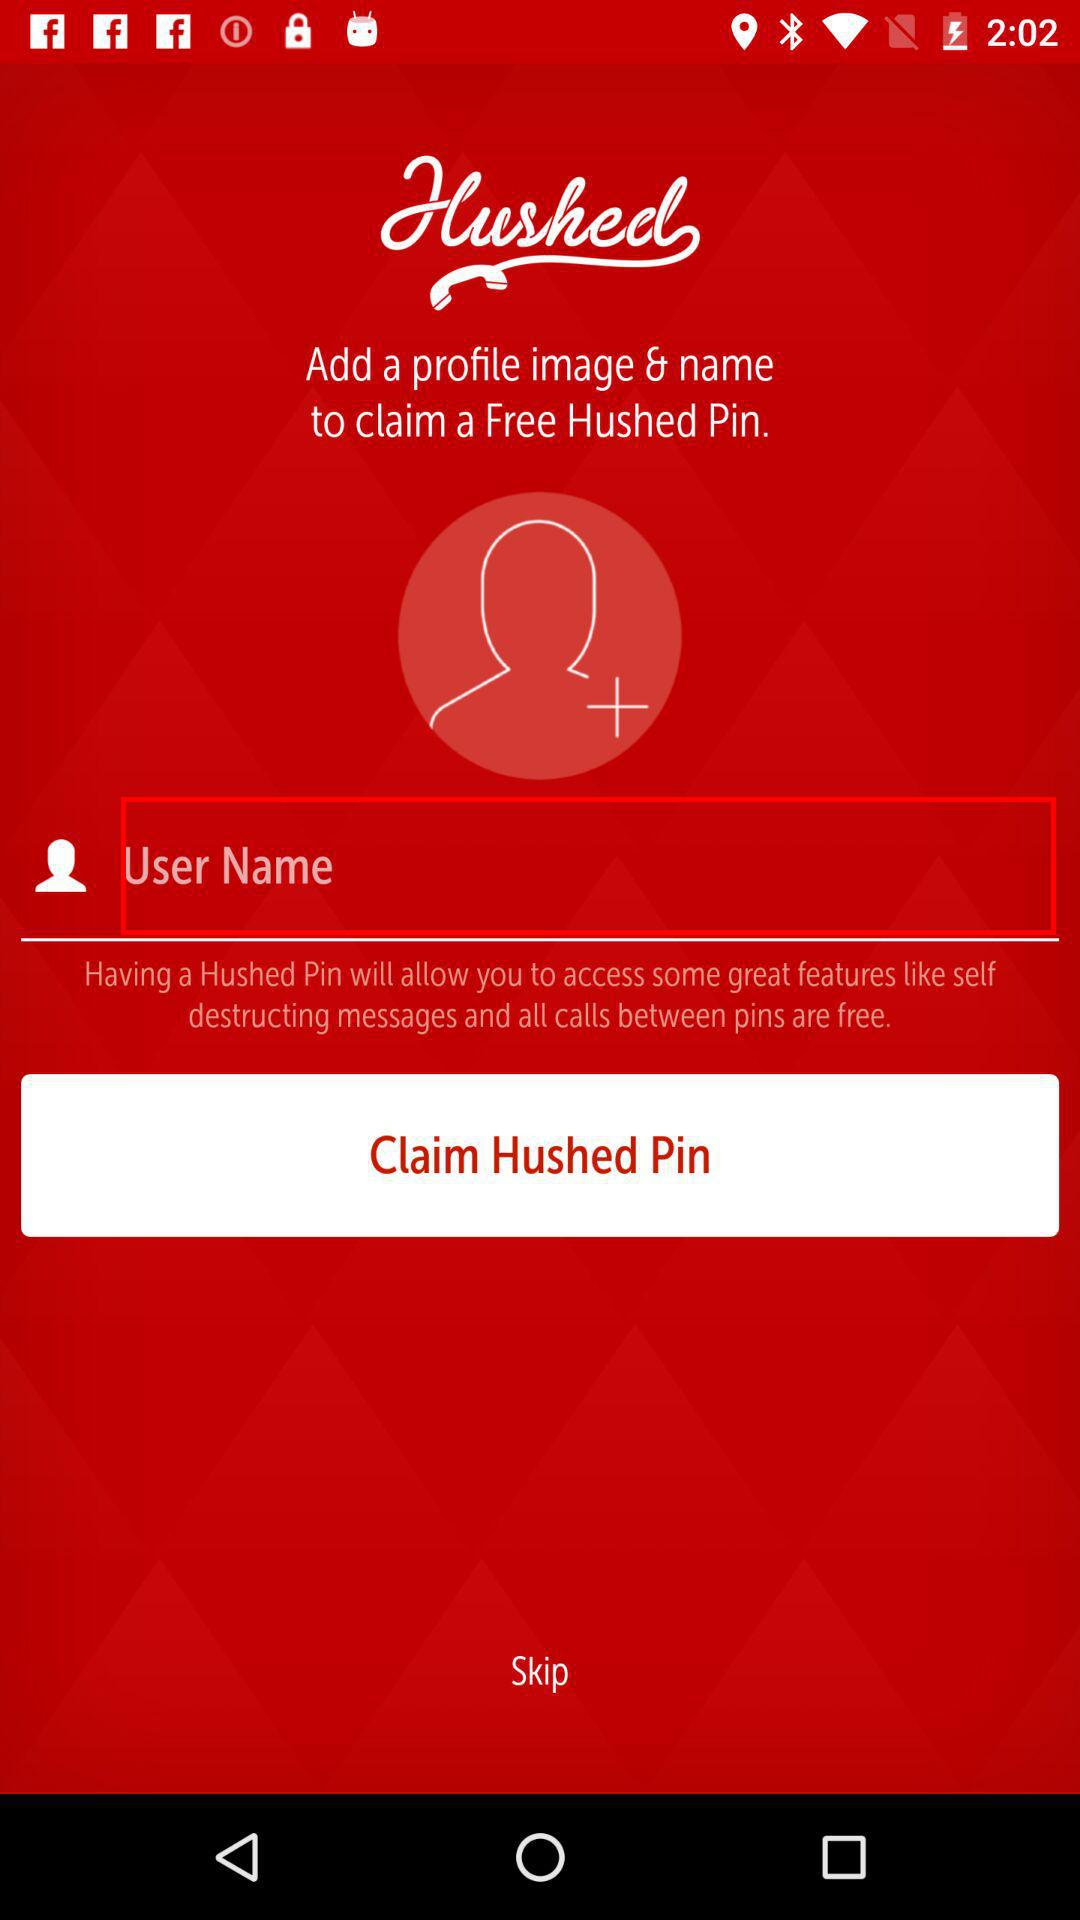 2:02
Hushed
Add a profile image & name
to claim a Free Hushed Pin.
User Name
Having a Hushed Pin will allow you to access some great features like self
destructing messages and all calls between pins are free.
Claim Hushed Pin
Skip